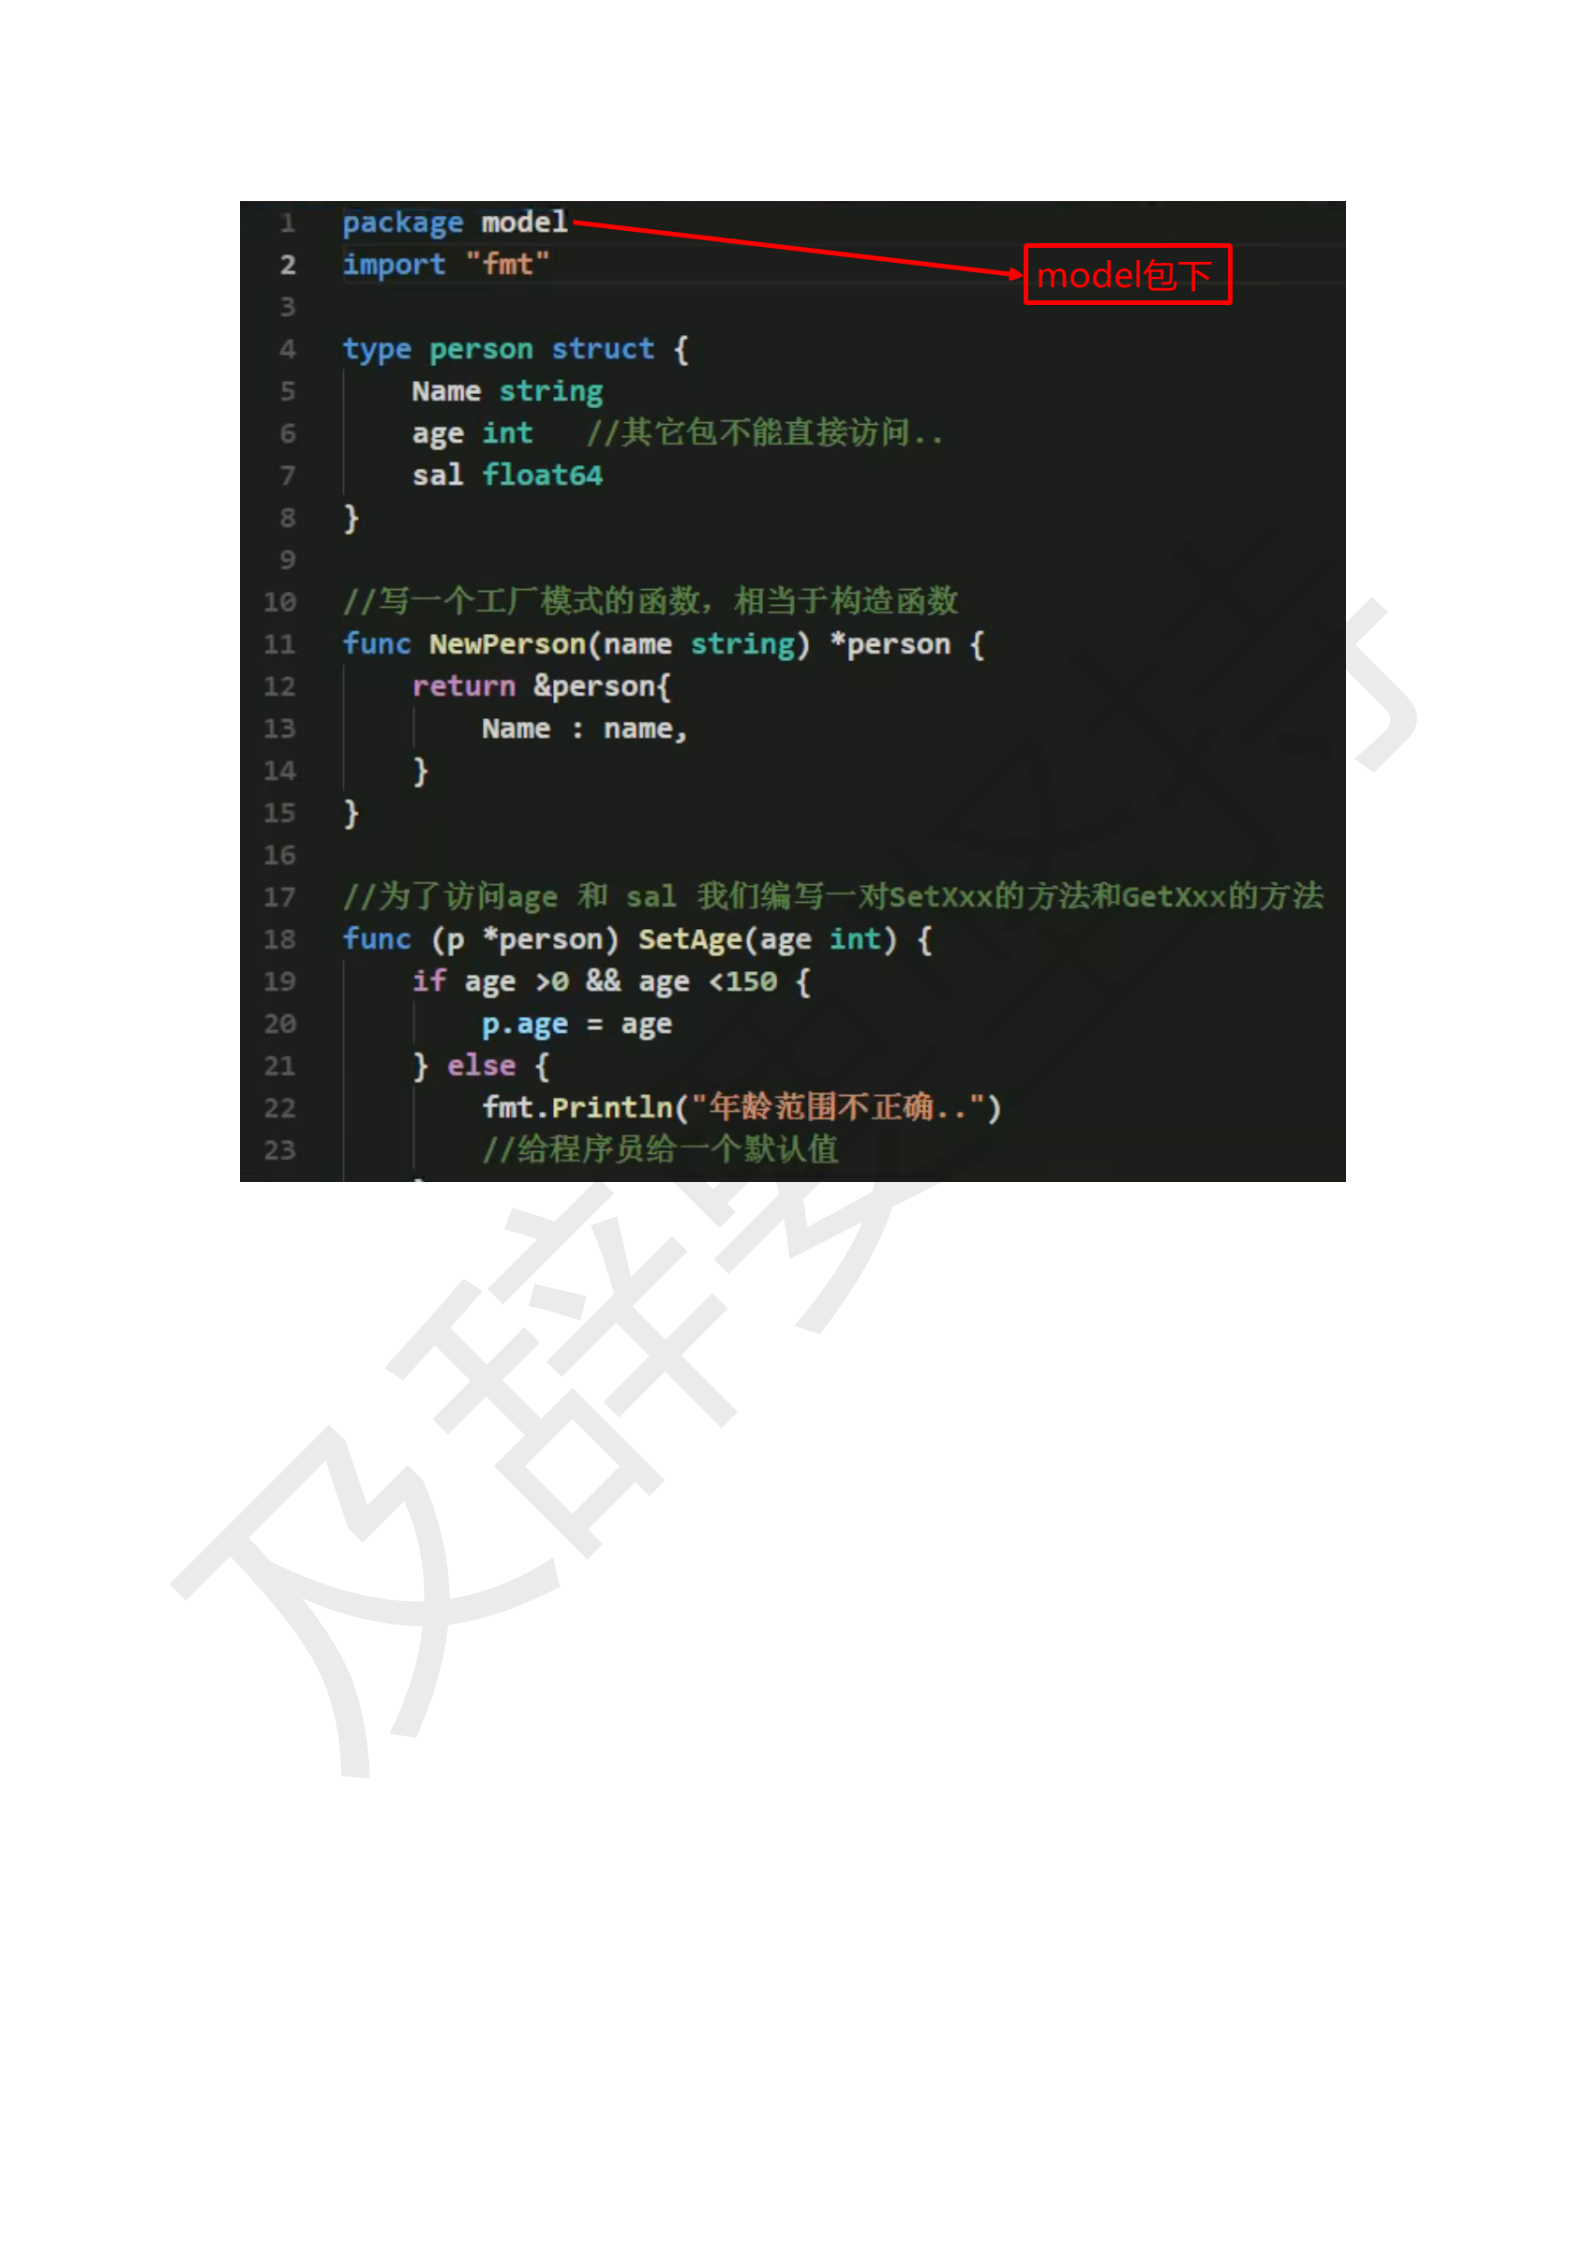 1 package model
model包下
2 import "fmt"
3
4 type person struct {
5 Name string
6 age int //其它包不能直接访问..
7 sal float64
8 }
9
10 //写一个工厂模式的函数，相当于构造函数
11 func NewPerson(name string) *person {
12 return &person{
13 Name : name,
14 }
15 }
16
17 //为了访问age 和 sal 我们编写一对SetXxx的方法和GetXxx的方法
18 func (p *person) SetAge(age int) {
19 if age >0 && age <150 {
20 p.age = age
21 } else {
22 fmt.Println("年龄范围不正确..")
23 //给程序员给一个默认值
及辞要坚持